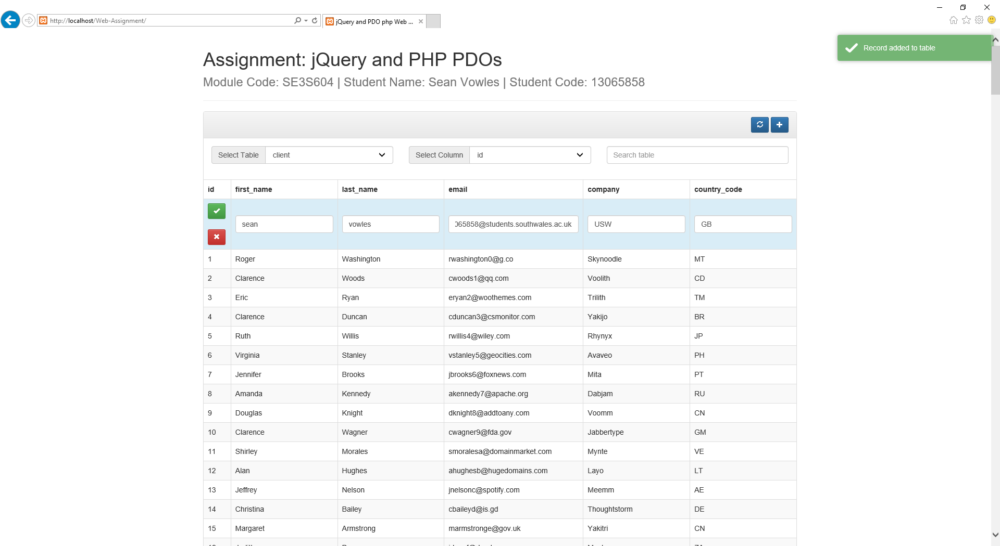 http://localhost/Web-Assignment/
jQuery and PDO php Web ...
Record added to table
Assignment: jQuery and PHP PDOs
Module Code: SE3S604 | Student Name: Sean Vowles | Student Code: 13065858
Select Table client Select Column id Search table
id first_name last_name email company country_code
sean vowles 065858@students.southwales.ac.uk USW GB
1 Roger Washington rwashington0@g.co Skynoodle MT
2 Clarence Woods cwoods1@qq.com Voolith CD
3 Eric Ryan eryan2@woothemes.com Trilith TM
4 Clarence Duncan cduncan3@csmonitor.com Yakijo BR
5 Ruth Willis rwillis4@wiley.com Rhynyx JP
6 Virginia Stanley vstanley5@geocities.com Avaveo PH
7 Jennifer Brooks jbrooks6@foxnews.com Mita PT
8 Amanda Kennedy akennedy7@apache.org Dabjam RU
9 Douglas Knight dknight8@addtoany.com Voomm CN
10 Clarence Wagner cwagner9@fda.gov Jabbertype GM
11 Shirley Morales smoralesa@domainmarket.com Mynte VE
12 Alan Hughes ahughesb@hugedomains.com Layo LT
13 Jeffrey Nelson jnelsonc@spotify.com Meemm AE
14 Christina Bailey cbaileyd@is.gd Thoughtstorm DE
15 Margaret Armstrong marmstronge@gov.uk Yakitri CN